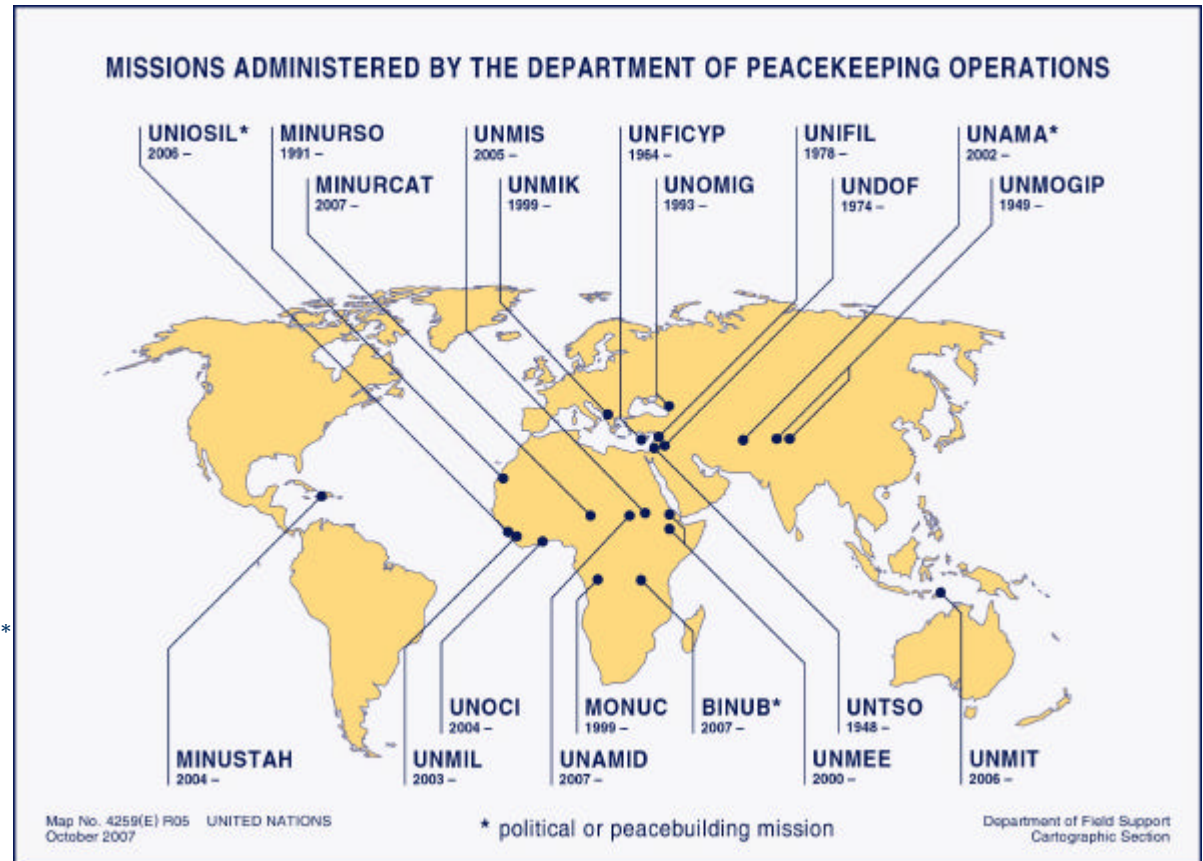 MISSIONS ADMINISTERED BY THE DEPARTMENT OF PEACEKEEPING OPERATIONS
UNIOSIL*
2006 –
MINURSO
1991 –
UNMIS
2005 –
UNFICYP
1964 –
UNIFIL
1978 –
UNAMA*
2002 –
MINURCAT
2007 –
UNMIK
1999 –
UNOMIG
1993 –
UNDOF
1974 –
UNMOGIP
1949 –
*
UNOCI
2004 –
MONUC
1999 –
BINUB*
2007 –
UNTSO
1948 –
MINUSTAH
2004 –
UNMIL
2003 –
UNAMID
2007 –
UNMEE
2000 –
UNMIT
2006 –
Map No. 4259(E) R05 UNITED NATIONS
October 2007
* political or peacebuilding mission
Department of Field Support
Cartographic Section